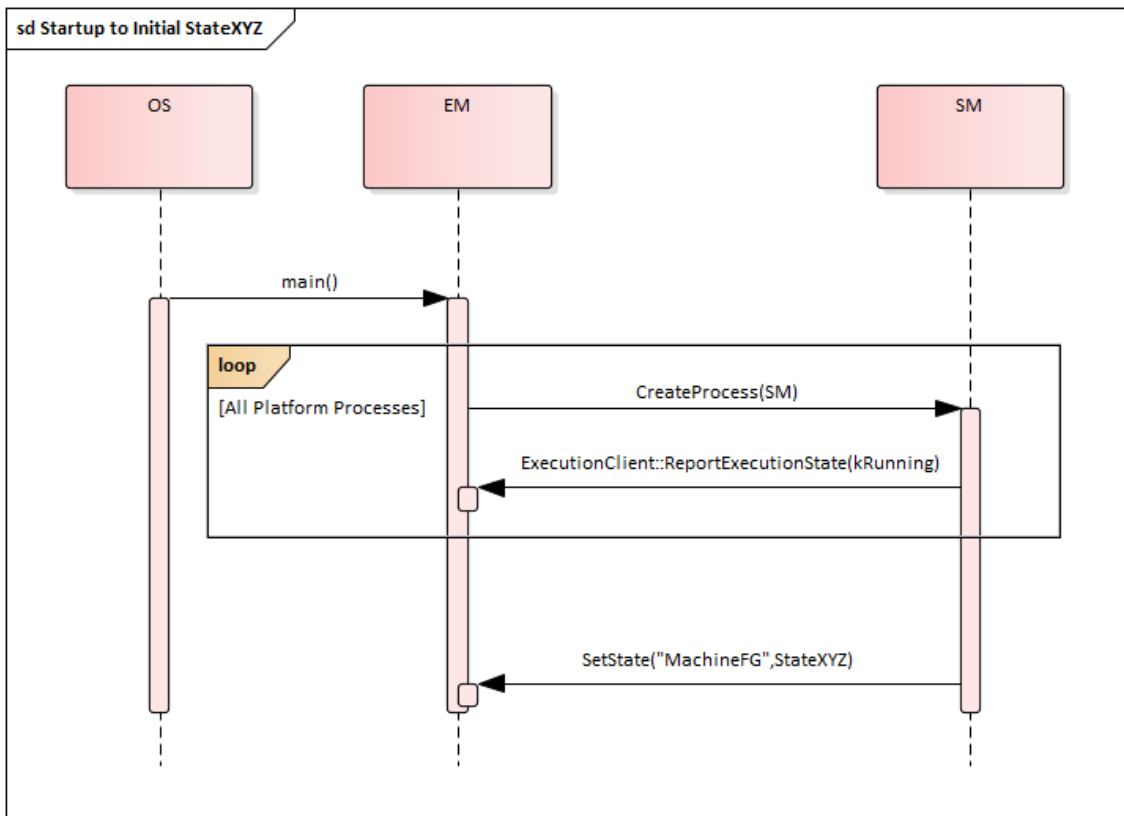 sd Startup to Initial StateXYZ
OS
EM
SM
main()
loop
[All Platform Processes]
CreateProcess(SM)
ExecutionClient::ReportExecutionState(kRunning)
SetState("MachineFG",StateXYZ)